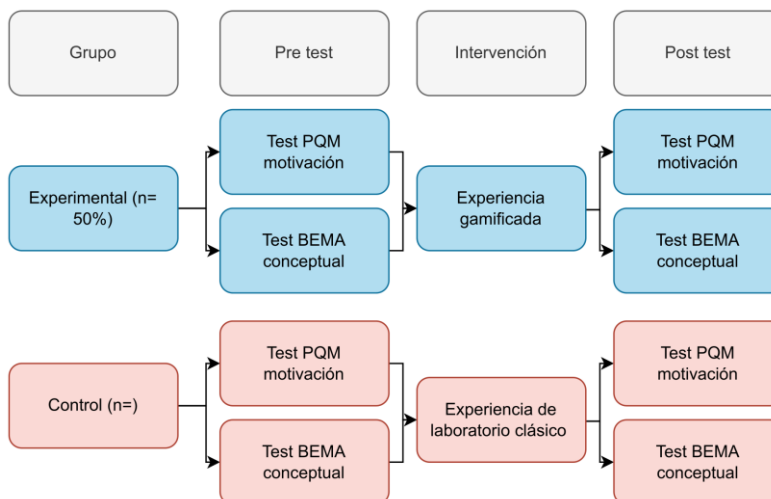 Grupo
Pre test
Intervención
Post test
Experimental (n=
50%)
Test PQM
motivación
Test BEMA
conceptual
Experiencia
gamificada
Test PQM
motivación
Test BEMA
conceptual
Control (n=)
Test PQM
motivación
Test BEMA
conceptual
Experiencia de
laboratorio clásico
Test PQM
motivación
Test BEMA
conceptual